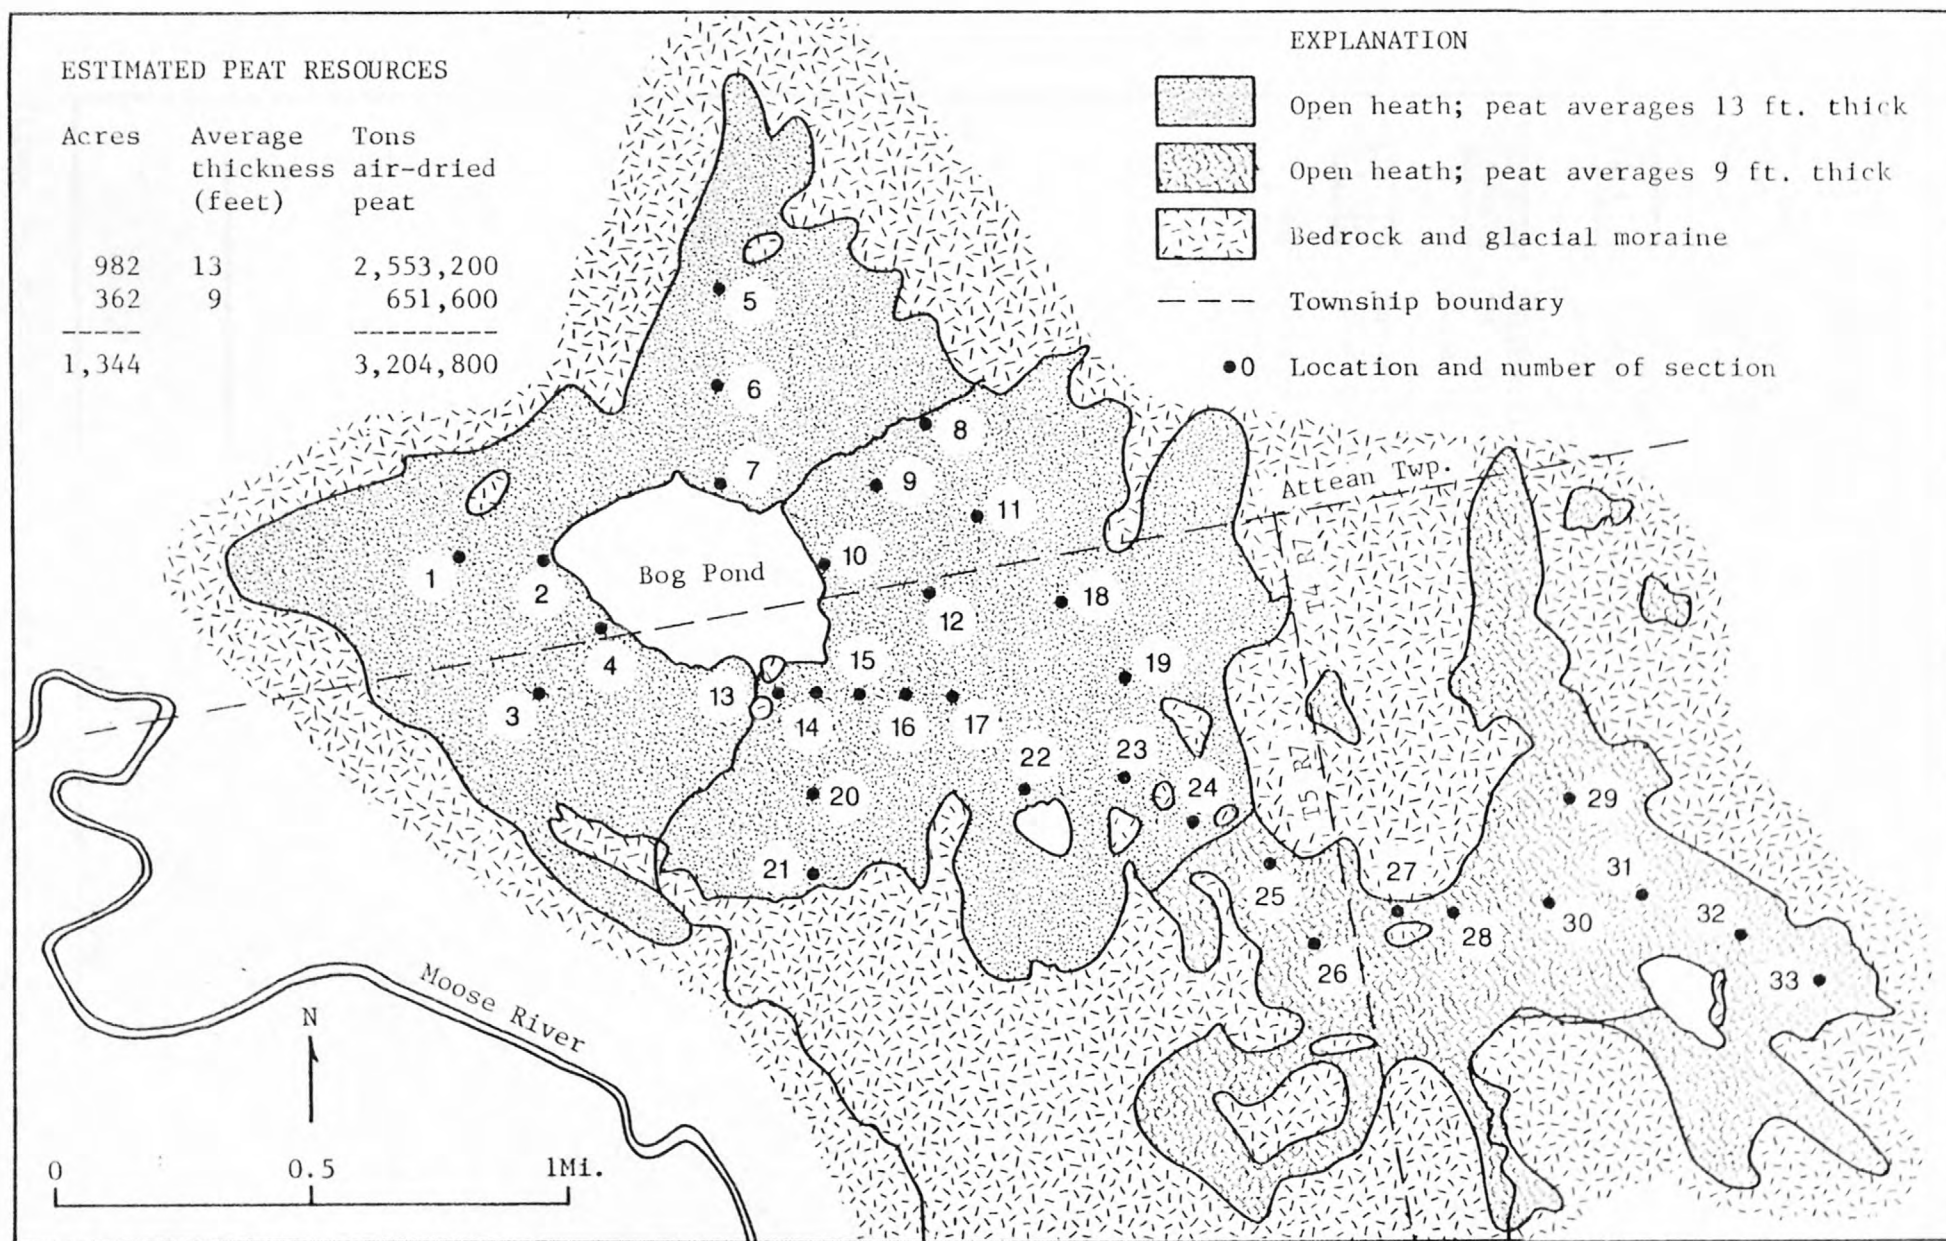 ESTIMATED PEAT RESOURCES
Acres Average Tons
thickness air-dried
(feet) peat
982 13 2,553,200
362 9 651,600
1,344 3,204,800
EXPLANATION
Open heath; peat averages 13 ft. thick
Open heath; peat averages 9 ft. thick
Bedrock and glacial moraine
Township boundary
0 Location and number of section
5
6
7
8
9
10
11
Attean Twp.
T4 R7
T5 R7
Bog Pond
1
2
3
4
12
13
14
15
16
17
18
19
20
21
22
23
24
25
26
27
28
29
30
31
32
33
Moose River
N
0 0.5 1Mi.